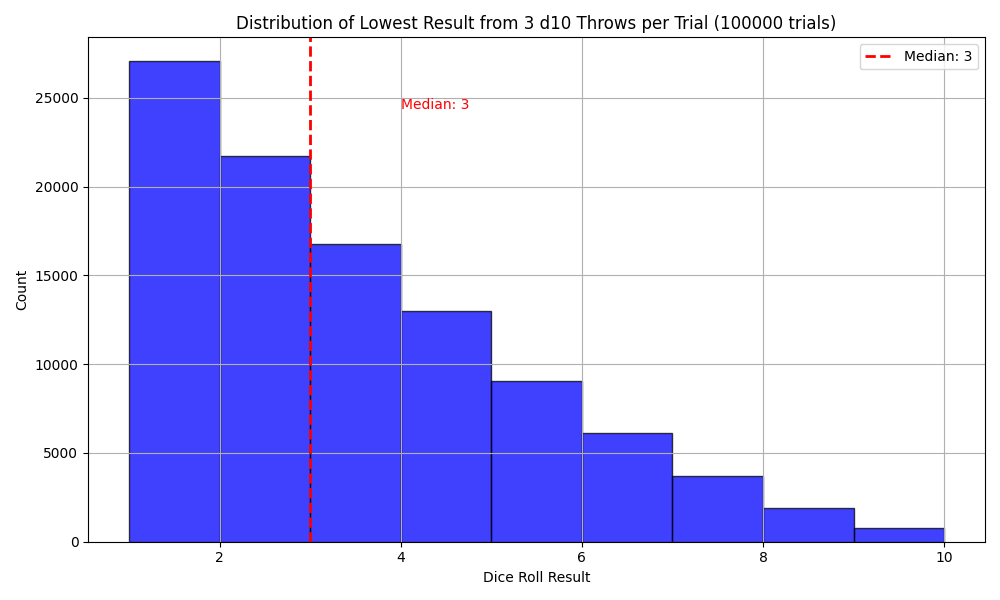 Distribution of Lowest Result from 3 d10 Throws per Trial (100000 trials)
Median: 3
Median: 3
25000
20000
15000
10000
5000
0
Count
2 4 6 8 10
Dice Roll Result